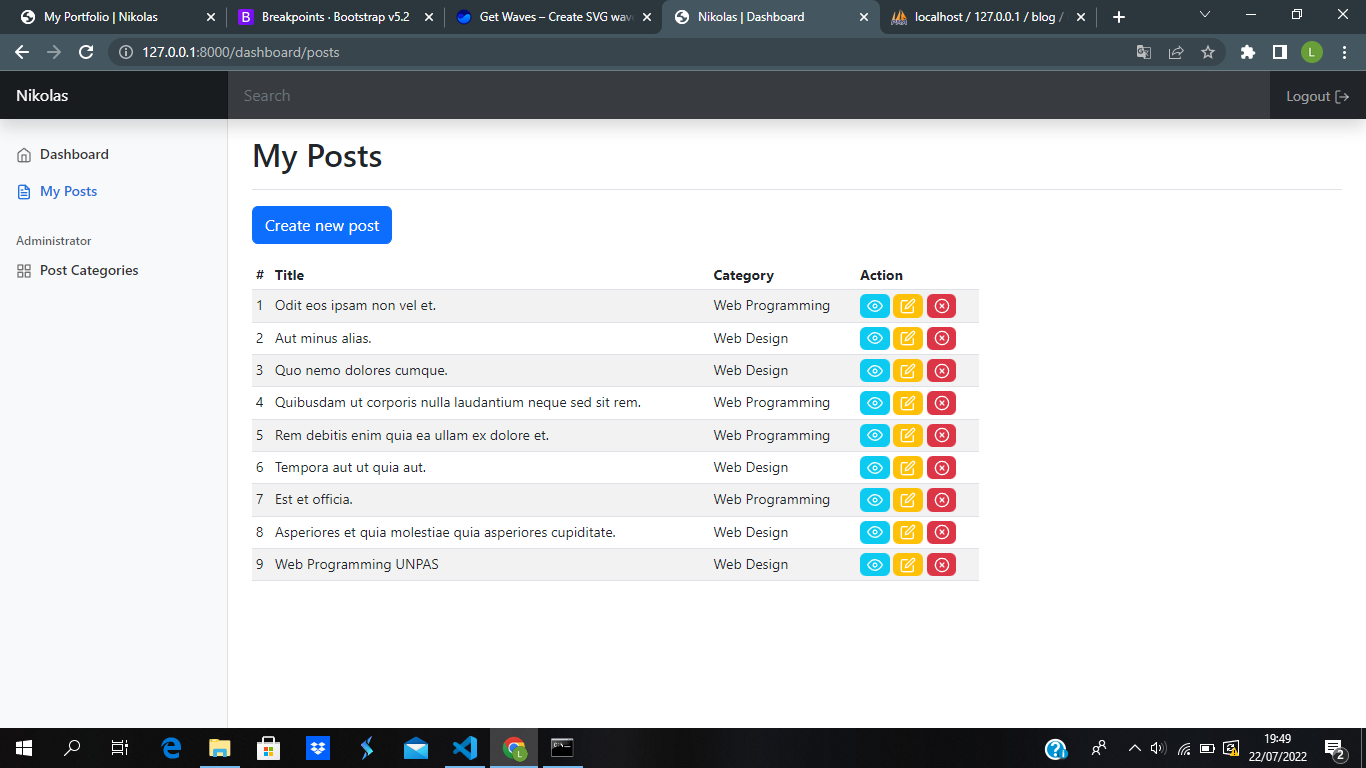 My Portfolio | Nikolas
Breakpoints · Bootstrap v5.2
Get Waves – Create SVG wav
Nikolas | Dashboard
localhost / 127.0.0.1 / blog /
127.0.0.1:8000/dashboard/posts
L
Nikolas
Search
Logout
Dashboard
My Posts
Administrator
Post Categories
My Posts
Create new post
# Title Category Action
1 Odit eos ipsam non vel et. Web Programming
2 Aut minus alias. Web Design
3 Quo nemo dolores cumque. Web Design
4 Quibusdam ut corporis nulla laudantium neque sed sit rem. Web Programming
5 Rem debitis enim quia ea ullam ex dolore et. Web Programming
6 Tempora aut ut quia aut. Web Design
7 Est et officia. Web Programming
8 Asperiores et quia molestiae quia asperiores cupiditate. Web Design
9 Web Programming UNPAS Web Design
19:49
22/07/2022
2